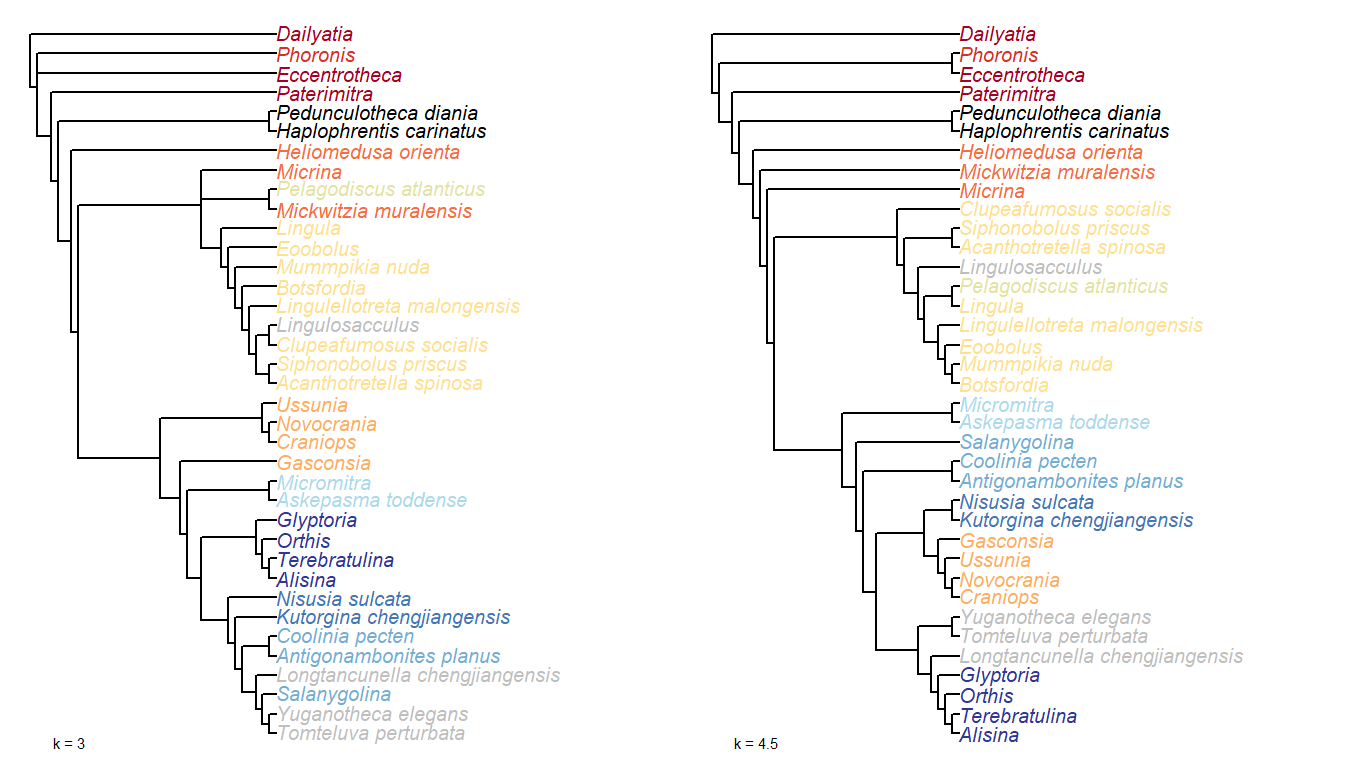 Dailyatia
Phoronis
Eccentrotheca
Paterimitra
Pedunculotheca diania
Haplophrentis carinatus
Heliomedusa orienta
Micrina
Pelagodiscus atlanticus
Mickwitzia muralensis
Lingula
Eoobolus
Mummpikia nuda
Botsfordia
Lingulellotreta malongensis
Lingulosacculus
Clupeafumosus socialis
Siphonobolus priscus
Acanthotretella spinosa
Ussunia
Novocrania
Craniops
Gasconsia
Micromitra
Askepasma toddense
Glyptoria
Orthis
Terebratulina
Alisina
Nisusia sulcata
Kutorgina chengjiangensis
Coolinia pecten
Antigonambonites planus
Longtancunella chengjiangensis
Salanygolina
Yuganotheca elegans
Tomteluva perturbata
k = 3
Dailyatia
Phoronis
Eccentrotheca
Paterimitra
Pedunculotheca diania
Haplophrentis carinatus
Heliomedusa orienta
Mickwitzia muralensis
Micrina
Clupeafumosus socialis
Siphonobolus priscus
Acanthotretella spinosa
Lingulosacculus
Pelagodiscus atlanticus
Lingula
Lingulellotreta malongensis
Eoobolus
Mummpikia nuda
Botsfordia
Micromitra
Askepasma toddense
Salanygolina
Coolinia pecten
Antigonambonites planus
Nisusia sulcata
Kutorgina chengjiangensis
Gasconsia
Ussunia
Novocrania
Craniops
Yuganotheca elegans
Tomteluva perturbata
Longtancunella chengjiangensis
Glyptoria
Orthis
Terebratulina
Alisina
k = 4.5